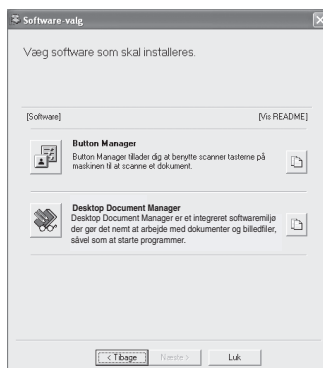 Software-valg
Væg software som skal installeres.
[Software] [Vis README]
Button Manager
Button Manager tillader dig at benytte scanner tasterne på
maskinen til at scanne et dokument.
Desktop Document Manager
Desktop Document Manager er et integreret softwaremiljø
der gør det nemt at arbejde med dokumenter og billedfiler,
såvel som at starte programmer.
< Tibage Næste > Luk